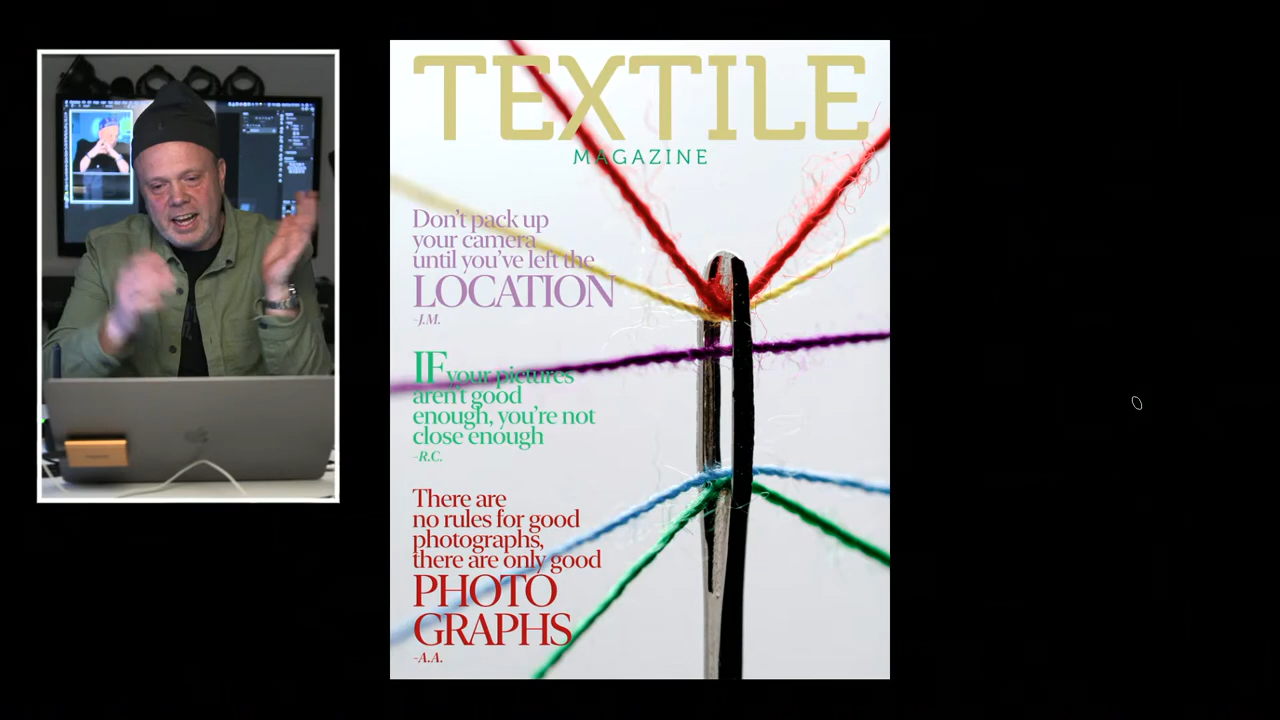 TEXTILE
MAGAZINE
Don't pack up
your camera
until you've left the
LOCATION
-J.M.
IF your pictures
aren't good
enough, you're not
close enough
-R.C.
There are
no rules for good
photographs,
there are only good
PHOTO
GRAPHS
-A.A.